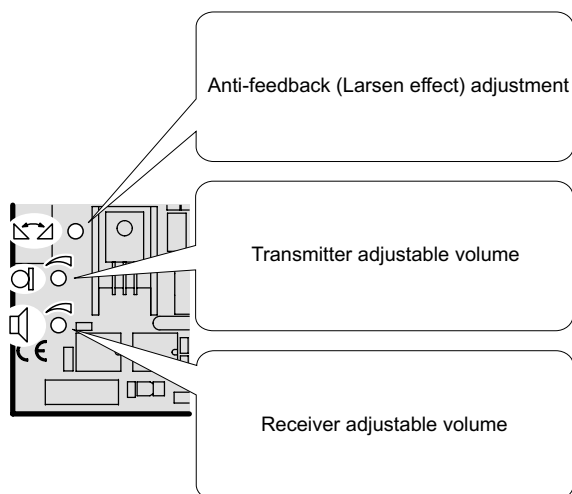 Anti-feedback (Larsen effect) adjustment
Transmitter adjustable volume
Receiver adjustable volume
CE